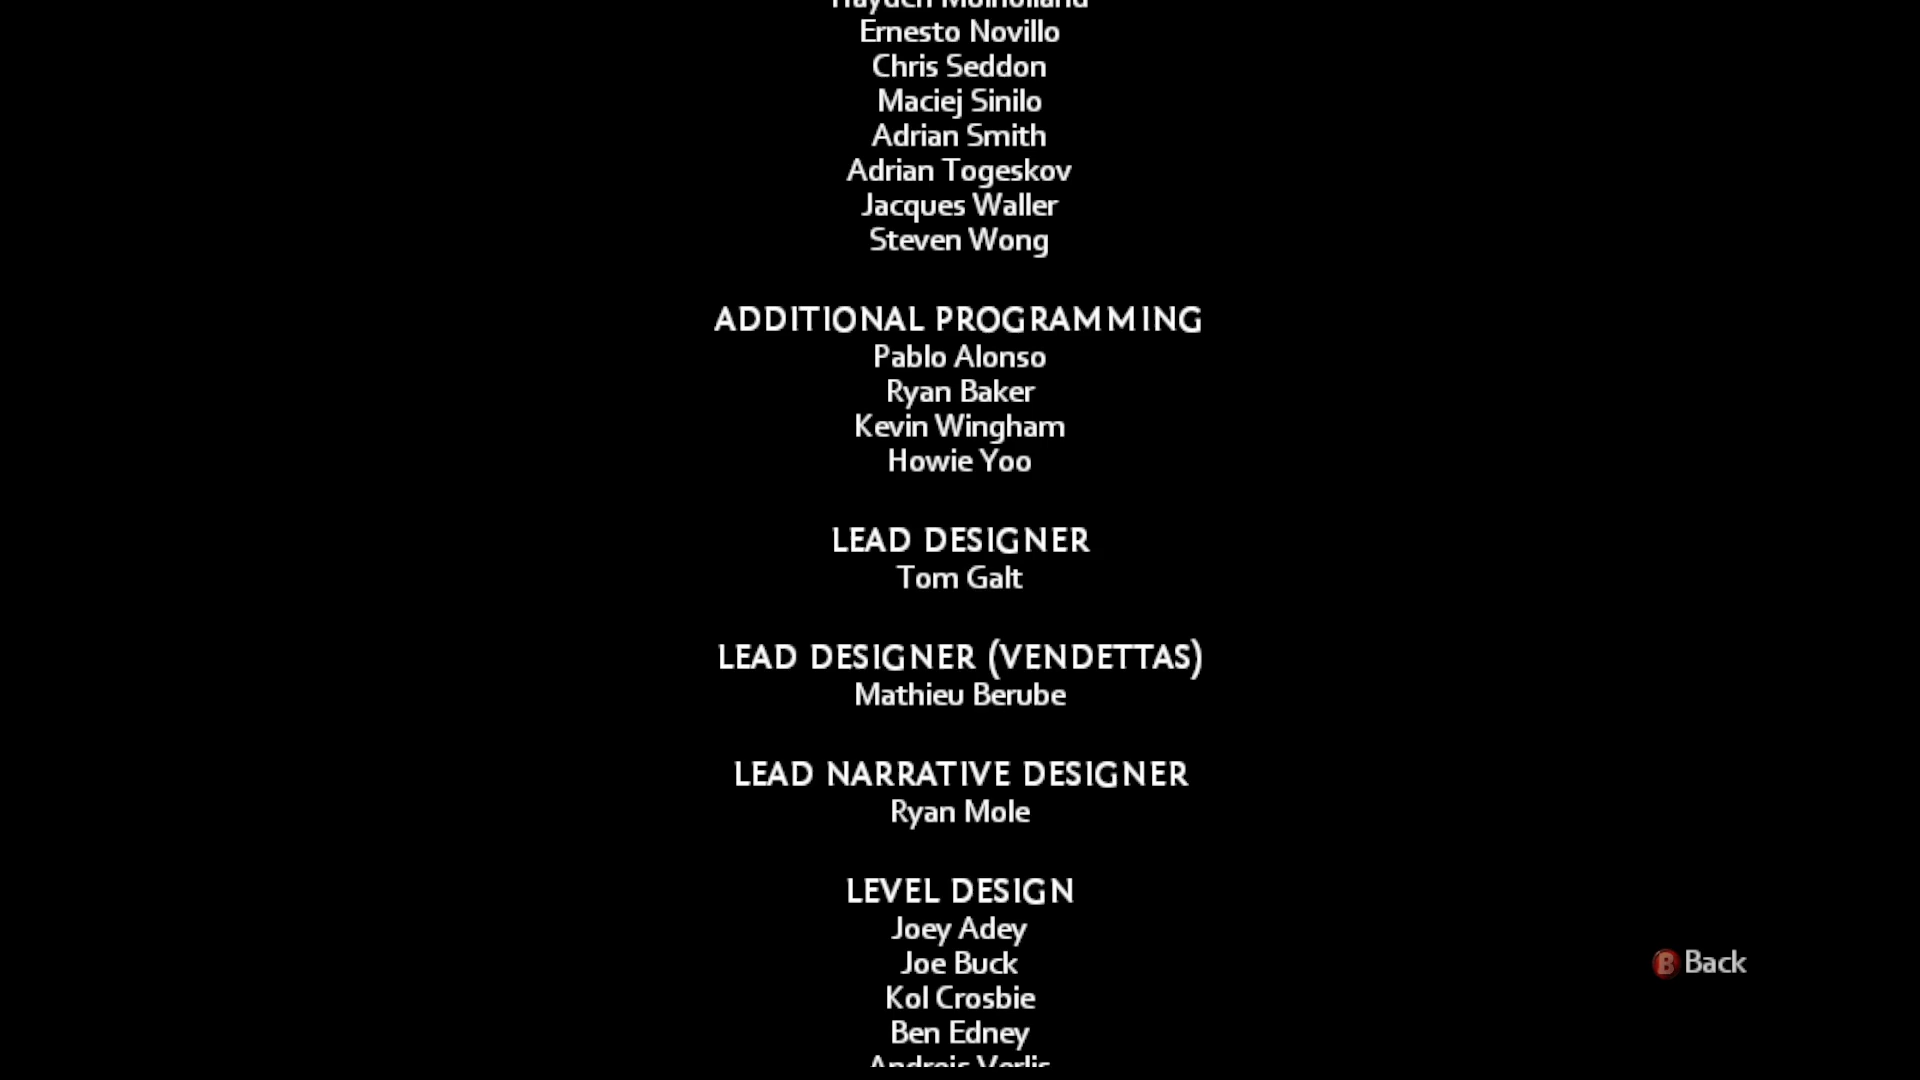 Hayden Mulholland
Ernesto Novillo
Chris Seddon
Maciej Sinilo
Adrian Smith
Adrian Togeskov
Jacques Waller
Steven Wong
ADDITIONAL PROGRAMMING
Pablo Alonso
Ryan Baker
Kevin Wingham
Howie Yoo
LEAD DESIGNER
Tom Galt
LEAD DESIGNER (VENDETTAS)
Mathieu Berube
LEAD NARRATIVE DESIGNER
Ryan Mole
LEVEL DESIGN
Joey Adey
Joe Buck
Kol Crosbie
Ben Edney
B Back